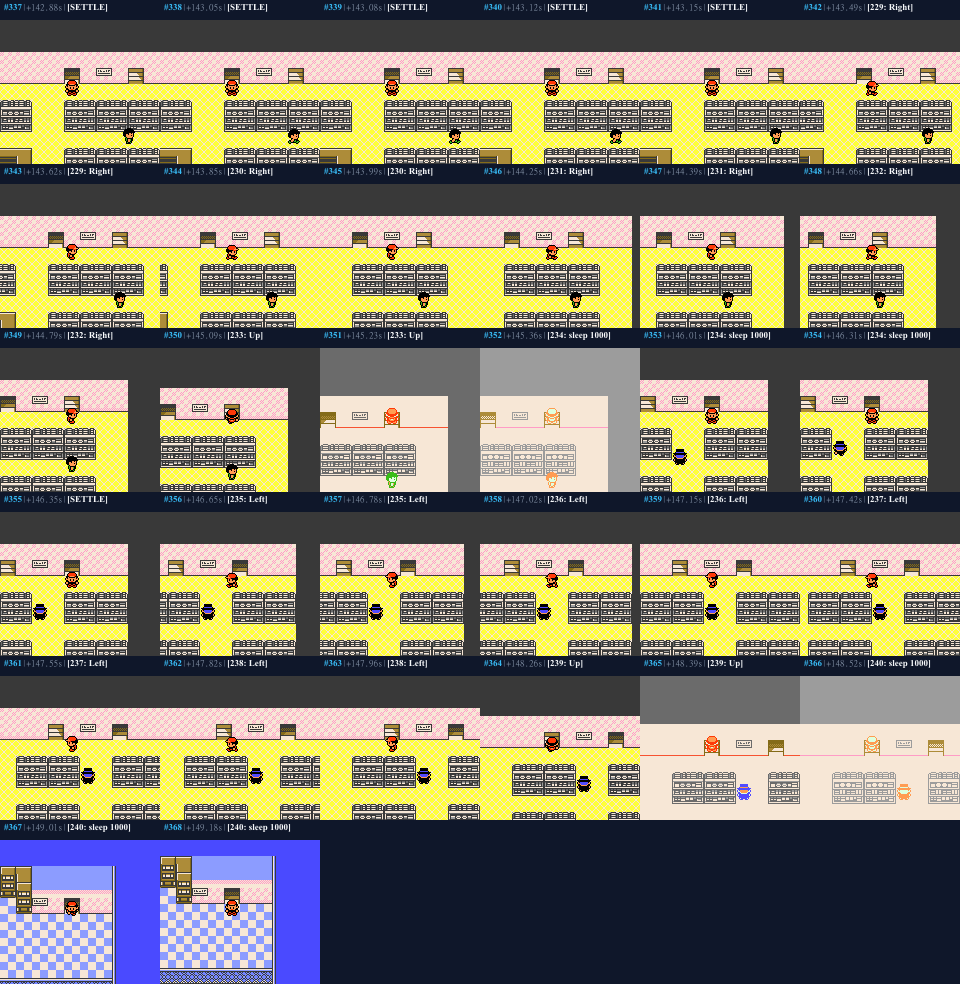 #337|+142.88s|[SETTLE] #338|+143.05s|[SETTLE] #339|+143.08s|[SETTLE] #340|+143.12s|[SETTLE] #341|+143.15s|[SETTLE] #342|+143.49s|[229: Right]
#343|+143.62s|[229: Right] #344|+143.85s|[230: Right] #345|+143.99s|[230: Right] #346|+144.25s|[231: Right] #347|+144.39s|[231: Right] #348|+144.66s|[232: Right]
#349|+144.79s|[232: Right] #350|+145.09s|[233: Up] #351|+145.23s|[233: Up] #352|+145.36s|[234: sleep 1000] #353|+146.01s|[234: sleep 1000] #354|+146.31s|[234: sleep 1000]
#355|+146.35s|[SETTLE] #356|+146.65s|[235: Left] #357|+146.78s|[235: Left] #358|+147.02s|[236: Left] #359|+147.15s|[236: Left] #360|+147.42s|[237: Left]
#361|+147.55s|[237: Left] #362|+147.82s|[238: Left] #363|+147.96s|[238: Left] #364|+148.26s|[239: Up] #365|+148.39s|[239: Up] #366|+148.52s|[240: sleep 1000]
#367|+149.01s|[240: sleep 1000] #368|+149.18s|[240: sleep 1000]